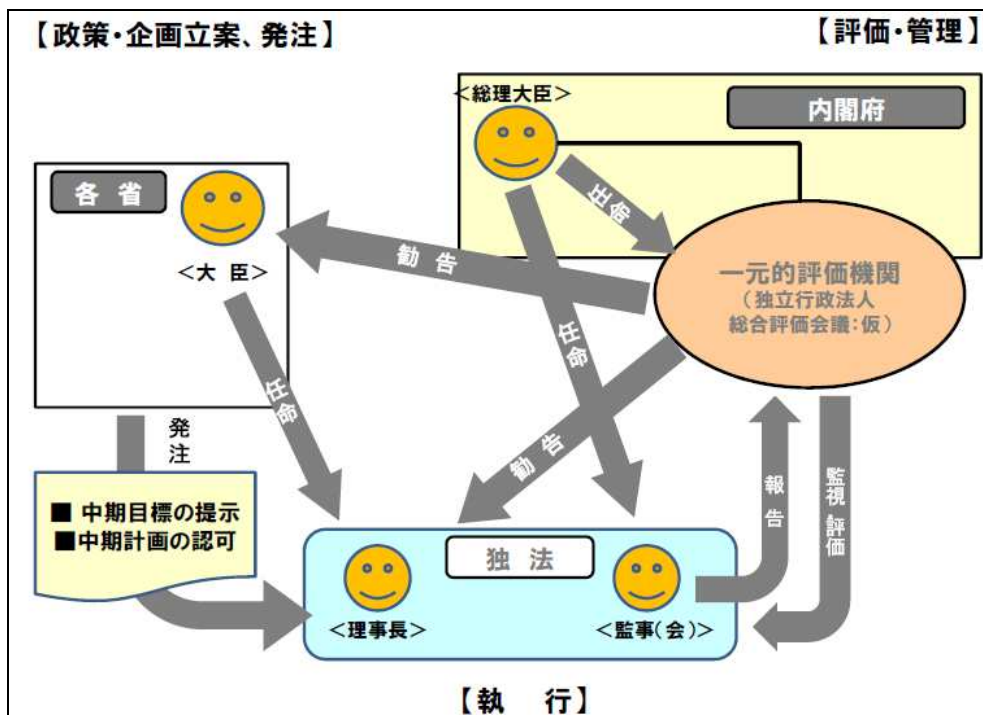 【政策・企画立案、発注】
【評価・管理】
＜総理大臣＞
内閣府
各省
＜大 臣＞
任命
勧告
一元的評価機関
（独立行政法人
総合評価会議:仮）
任命
任命
発注
勧告
報告
監視・評価
■ 中期目標の提示
■中期計画の認可
独 法
＜理事長＞
＜監事(会)＞
【執 行】